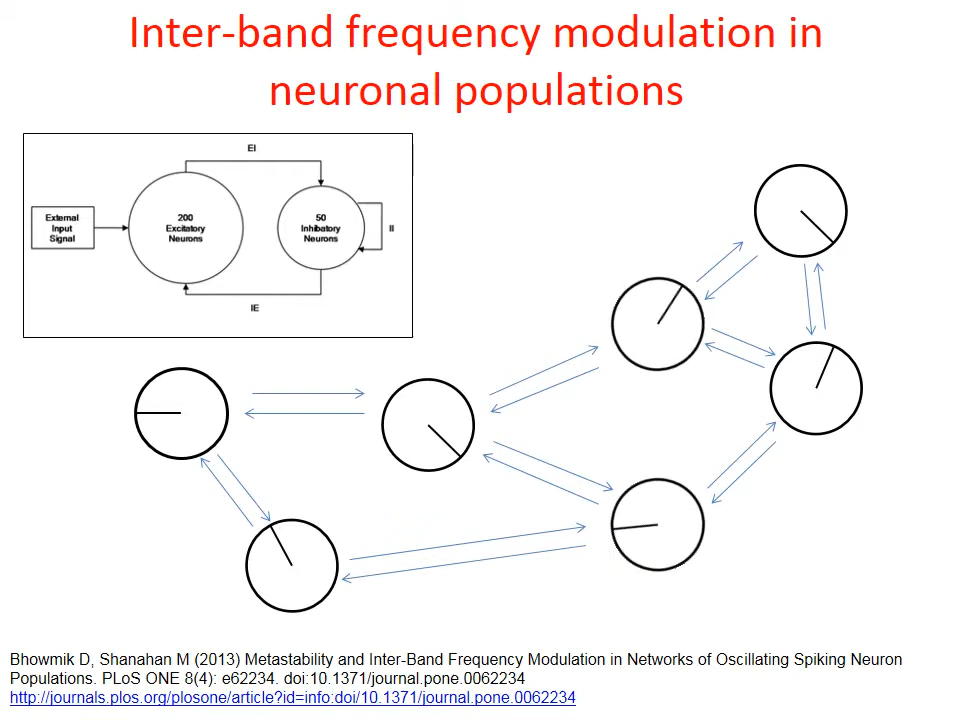 Inter-band frequency modulation in
neuronal populations
EI
External
Input
Signal
200
Excitatory
Neurons
50
Inhibatory
Neurons
II
IE
Bhowmik D, Shanahan M (2013) Metastability and Inter-Band Frequency Modulation in Networks of Oscillating Spiking Neuron
Populations. PLoS ONE 8(4): e62234. doi:10.1371/journal.pone.0062234
http://journals.plos.org/plosone/article?id=info:doi/10.1371/journal.pone.0062234